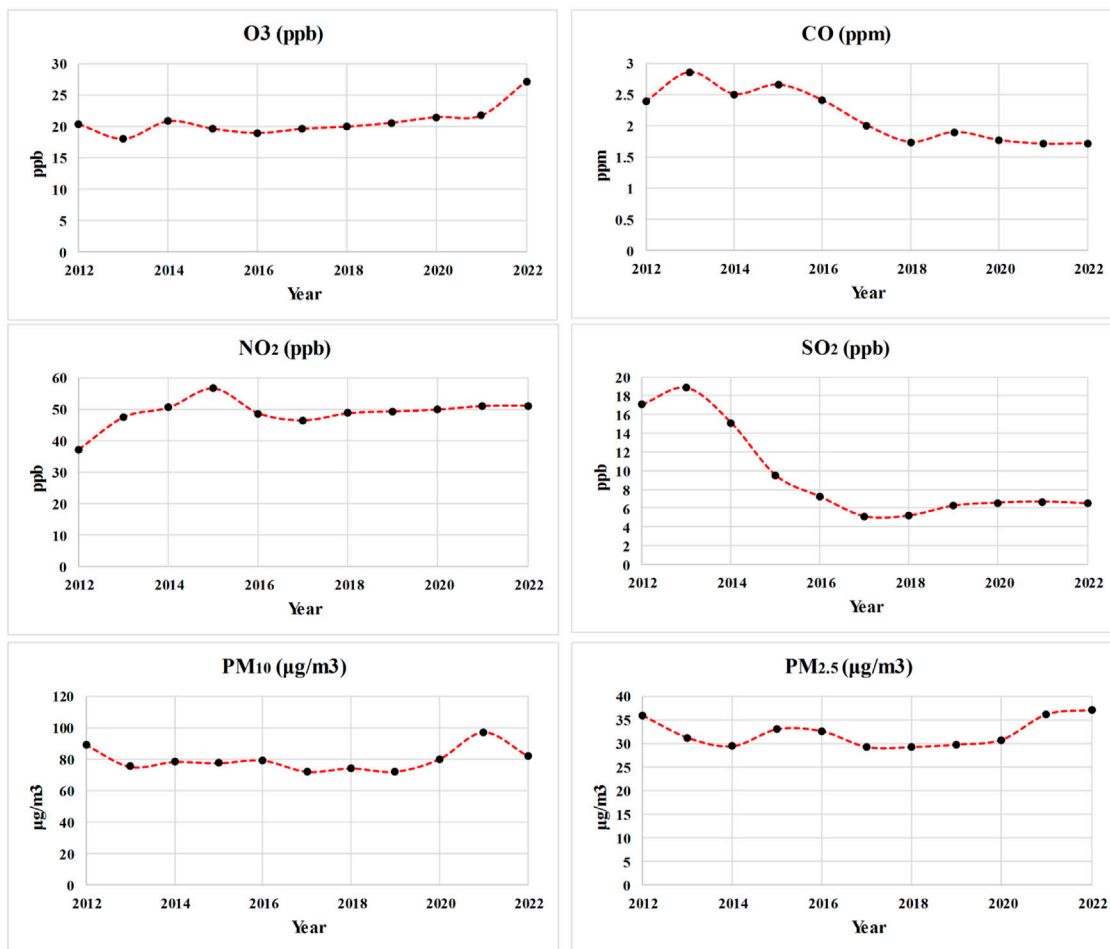 O3 (ppb)
30
25
20
15
10
5
0
ppb
2012 2014 2016 2018 2020 2022
Year
CO (ppm)
3
2.5
2
1.5
1
0.5
0
ppm
2012 2014 2016 2018 2020 2022
Year
NO₂ (ppb)
60
50
40
30
20
10
0
ppb
2012 2014 2016 2018 2020 2022
Year
SO₂ (ppb)
20
18
16
14
12
10
8
6
4
2
0
ppb
2012 2014 2016 2018 2020 2022
Year
PM₁₀ (µg/m3)
120
100
80
60
40
20
0
µg/m3
2012 2014 2016 2018 2020 2022
Year
PM₂.₅ (µg/m3)
40
35
30
25
20
15
10
5
0
µg/m3
2012 2014 2016 2018 2020 2022
Year